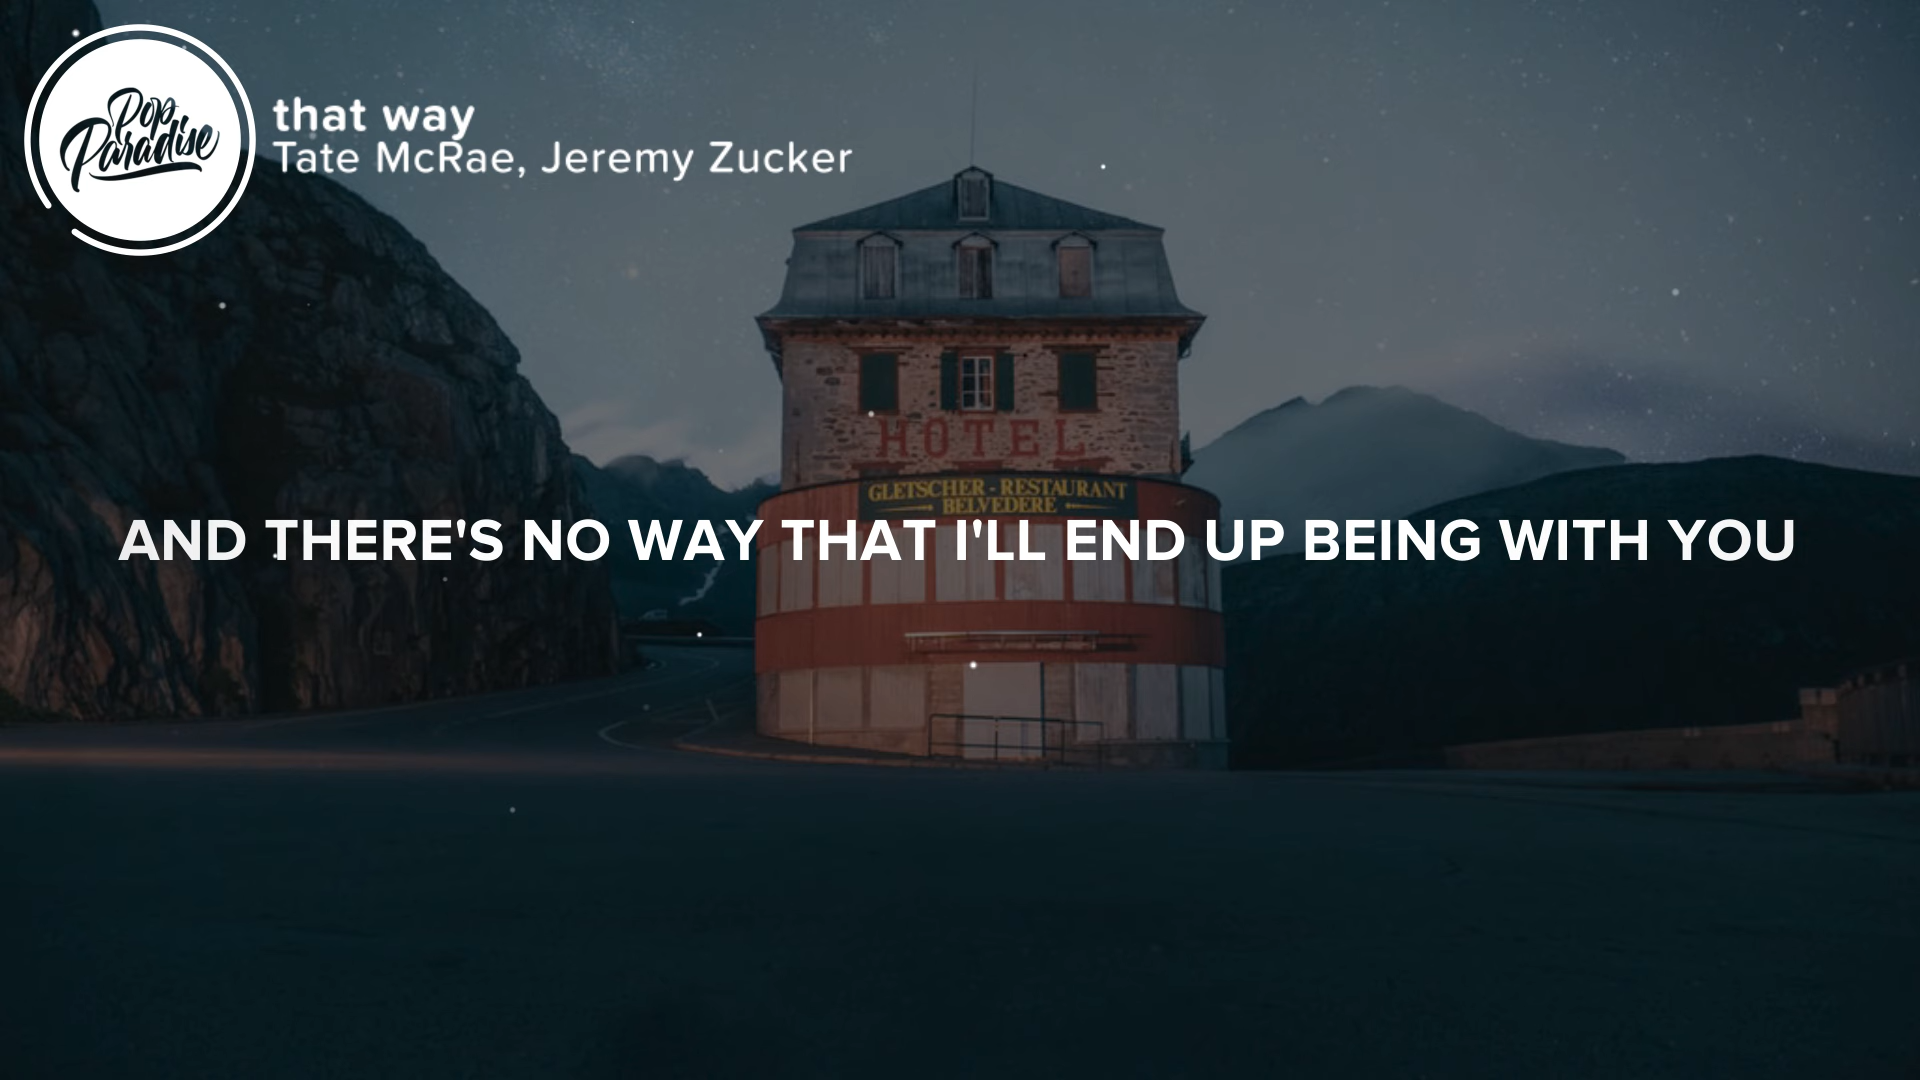 Pop
Paradise
that way
Tate McRae, Jeremy Zucker
HOTEL
GLETSCHER - RESTAURANT
BELVEDERE
AND THERE'S NO WAY THAT I'LL END UP BEING WITH YOU